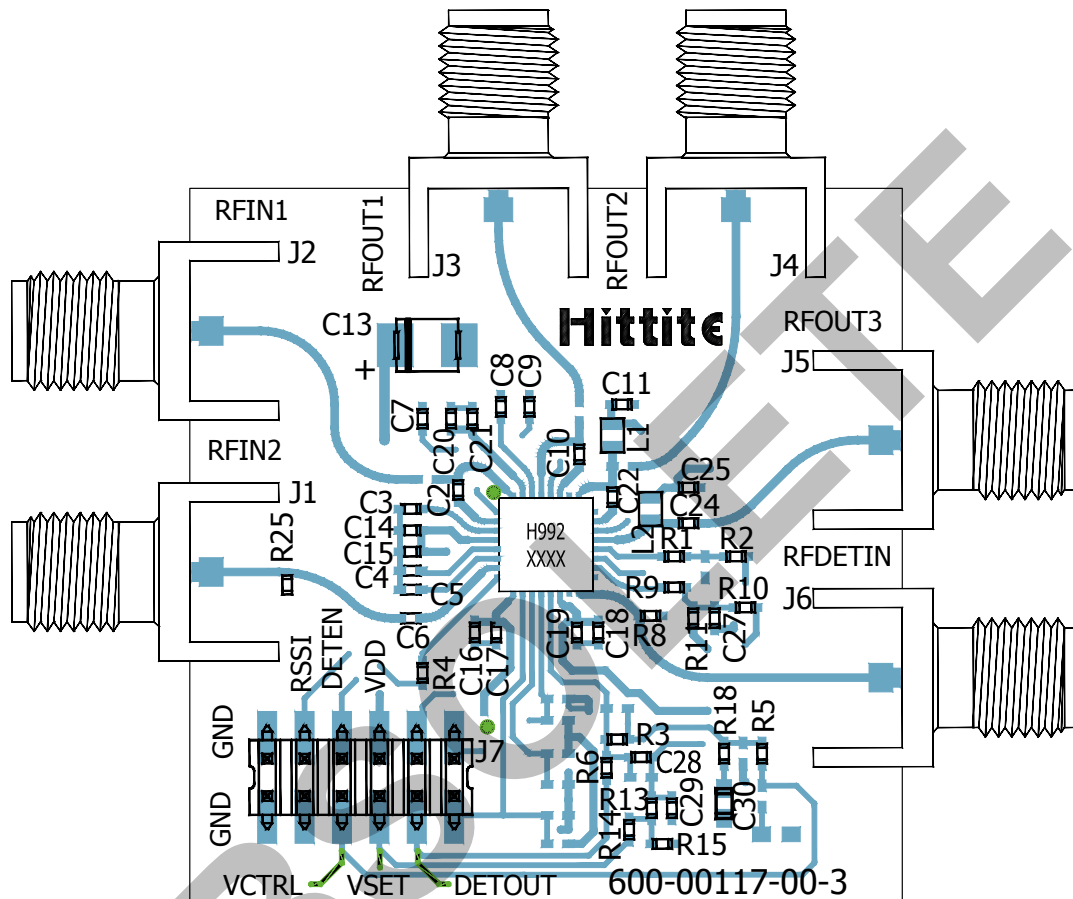 RFIN1
RFOUT1
RFOUT2
J2
J3
J4
Hittite
RFOUT3
C13
+
J5
C8
C9
C11
C7
C20
C21
C10
L1
RFIN2
C25
J1
C2
C22
C24
R25
C3
C14
C15
C4
C5
C6
H992
XXXX
L2
R1
R2
RFDETIN
R9
R10
J6
R8
R11
C27
C16
C17
C19
C18
R4
RSSI
DETEN
VDD
GND
J7
R3
R18
R5
R6
C28
GND
R13
C29
C30
R14
R15
VCTRL
VSET
DETOUT
600-00117-00-3